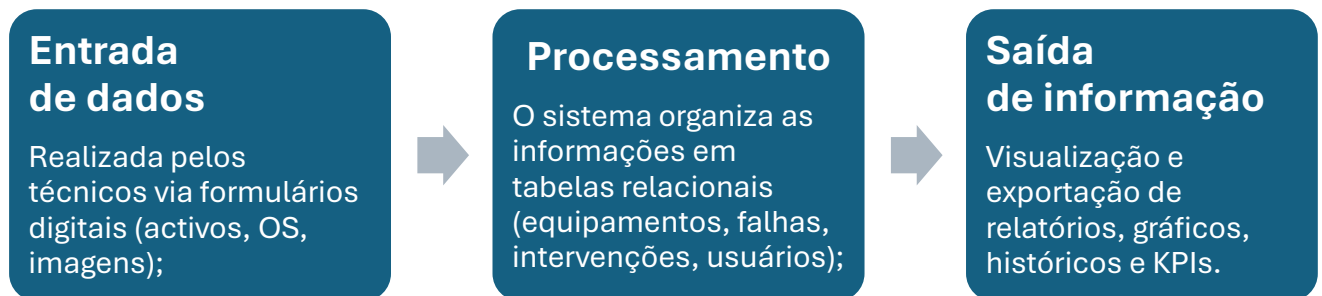 Entrada
de dados
Realizada pelos
técnicos via formulários
digitais (activos, OS,
imagens);
Processamento
O sistema organiza as
informações em
tabelas relacionais
(equipamentos, falhas,
intervenções, usuários);
Saída
de informação
Visualização e
exportação de
relatórios, gráficos,
históricos e KPIs.